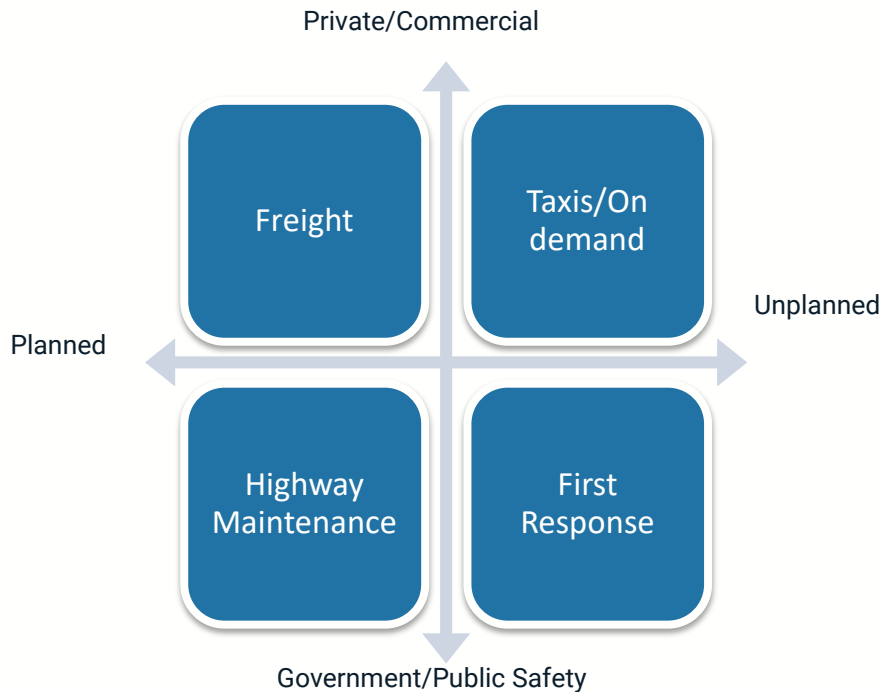 Private/Commercial
Freight
Taxis/On
demand
Unplanned
Planned
Highway
Maintenance
First
Response
Government/Public Safety